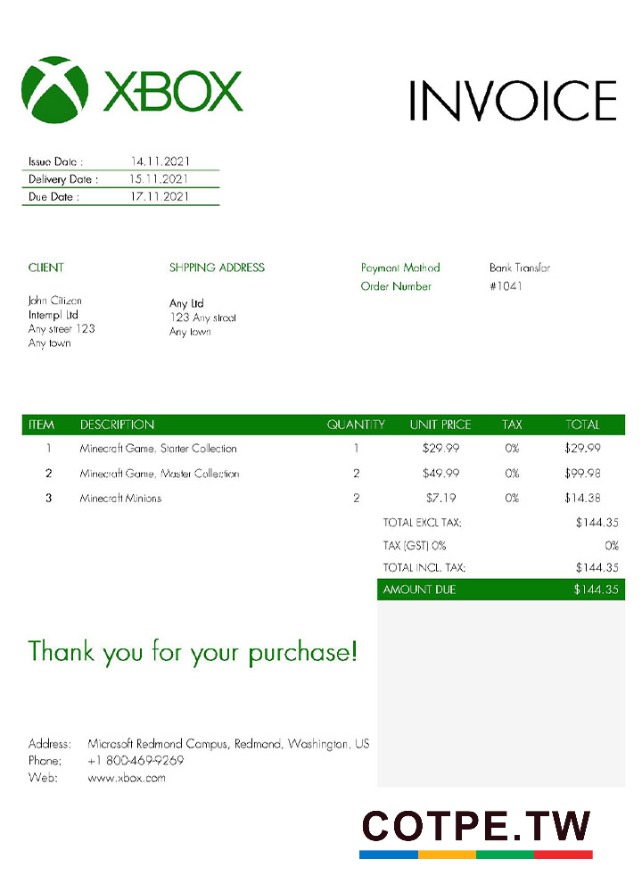 XBOX
INVOICE
Issue Date : 14.11.2021
Delivery Date : 15.11.2021
Due Date : 17.11.2021
CLIENT SHPPING ADDRESS Payment Method Bank Transfer
Order Number #1041
John Citizen Any Ltd
Intempl Ltd 123 Any street
Any street 123 Any town
Any town
ITEM DESCRIPTION QUANTITY UNIT PRICE TAX TOTAL
1 Minecraft Game, Starter Collection 1 $29.99 0% $29.99
2 Minecraft Game, Master Collection 2 $49.99 0% $99.98
3 Minecraft Minions 2 $7.19 0% $14.38
TOTAL EXCL TAX: $144.35
TAX (GST) 0% 0%
TOTAL INCL. TAX: $144.35
AMOUNT DUE $144.35
Thank you for your purchase!
Address: Microsoft Redmond Campus, Redmond, Washington, US
Phone: +1 800-469-9269
Web: www.xbox.com
COTPE.TW